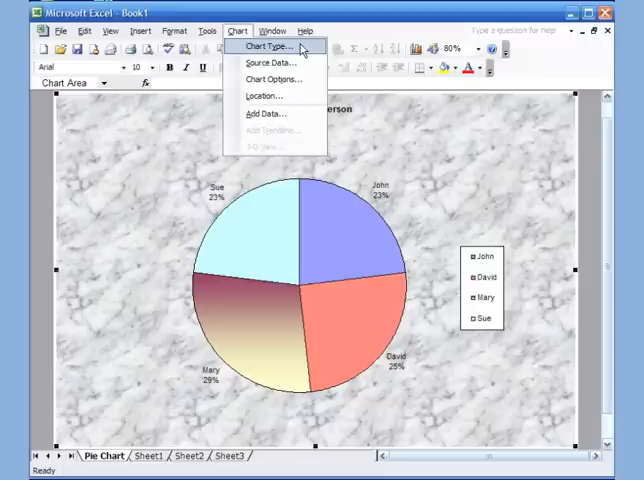 Microsoft Excel - Book1
File Edit View Insert Format Tools Chart Window Help
Type a question for help
80%
Arial 10 B I U
Chart Area fx
Chart Type...
Source Data...
Chart Options...
Location...
Add Data...
Add Trendline...
3-D View...
erson
Sue
23%
John
23%
John
David
Mary
Sue
David
25%
Mary
29%
Pie Chart Sheet1 Sheet2 Sheet3
Ready